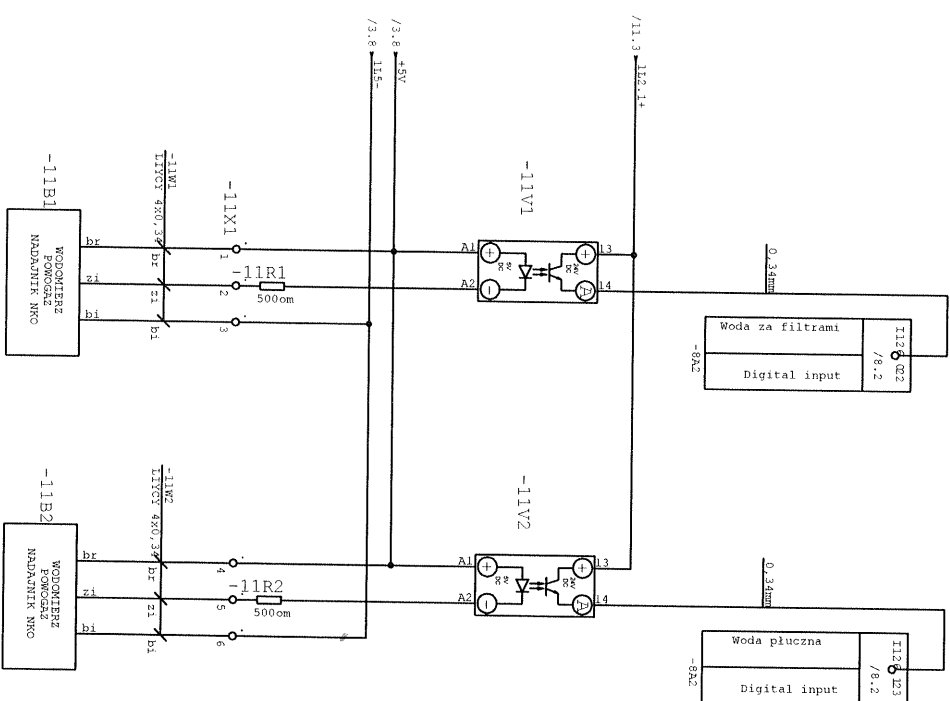 /3.8
1L5-
/3.8
+5V
/11.3
1L2.1+
-11B1
WODOMIERZ
POWOGAZ
NADAJNIK NKO
br
zi
bi
-11W1
LIYCY 4x0,34
br
zi
bi
-11X1
1
2
3
-11R1
500om
-11V1
A1
A2
5V
DC
24V
DC
13
14
A
0,34mm
Woda za filtrami
Digital input
-8A2
/8.2
-11B2
WODOMIERZ
POWOGAZ
NADAJNIK NKO
br
zi
bi
-11W2
LIYCY 4x0,34
br
zi
bi
4
5
6
-11R2
500om
-11V2
A1
A2
5V
DC
24V
DC
13
14
A
0,34mm
Woda płuczna
Digital input
-8A2
/8.2